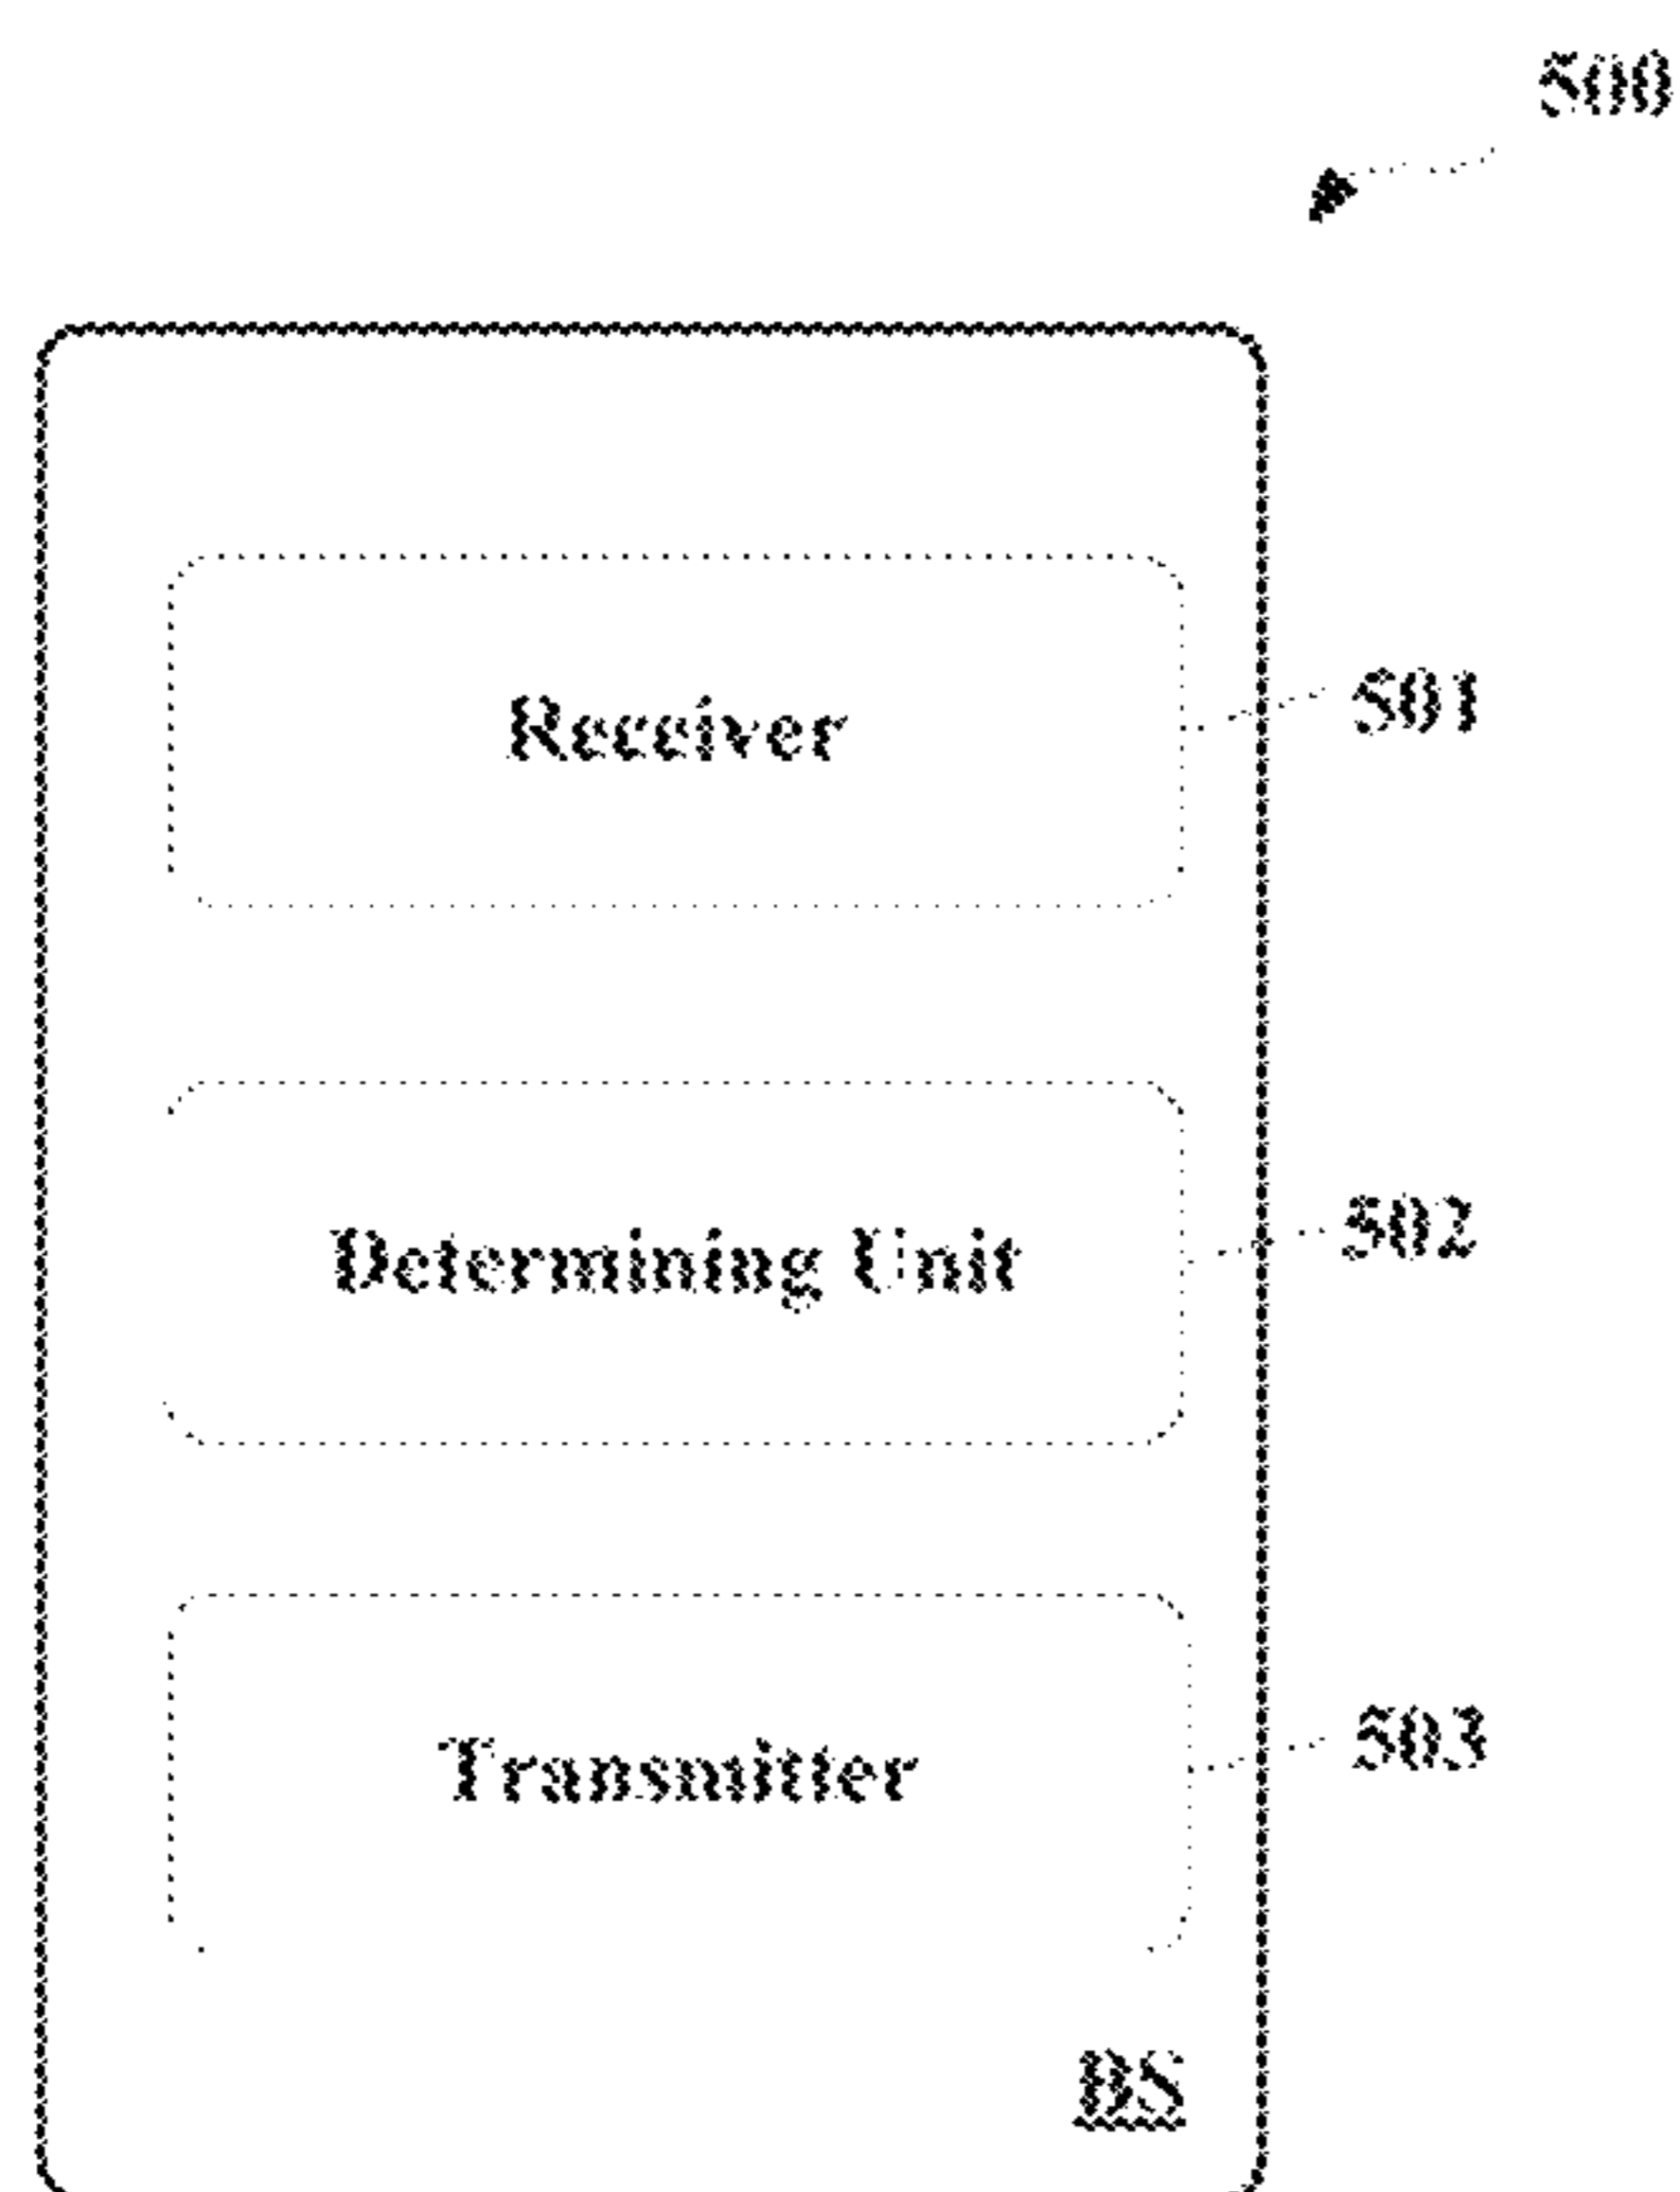 500
Receiver
501
Determining Unit
502
Transmitter
503
BS